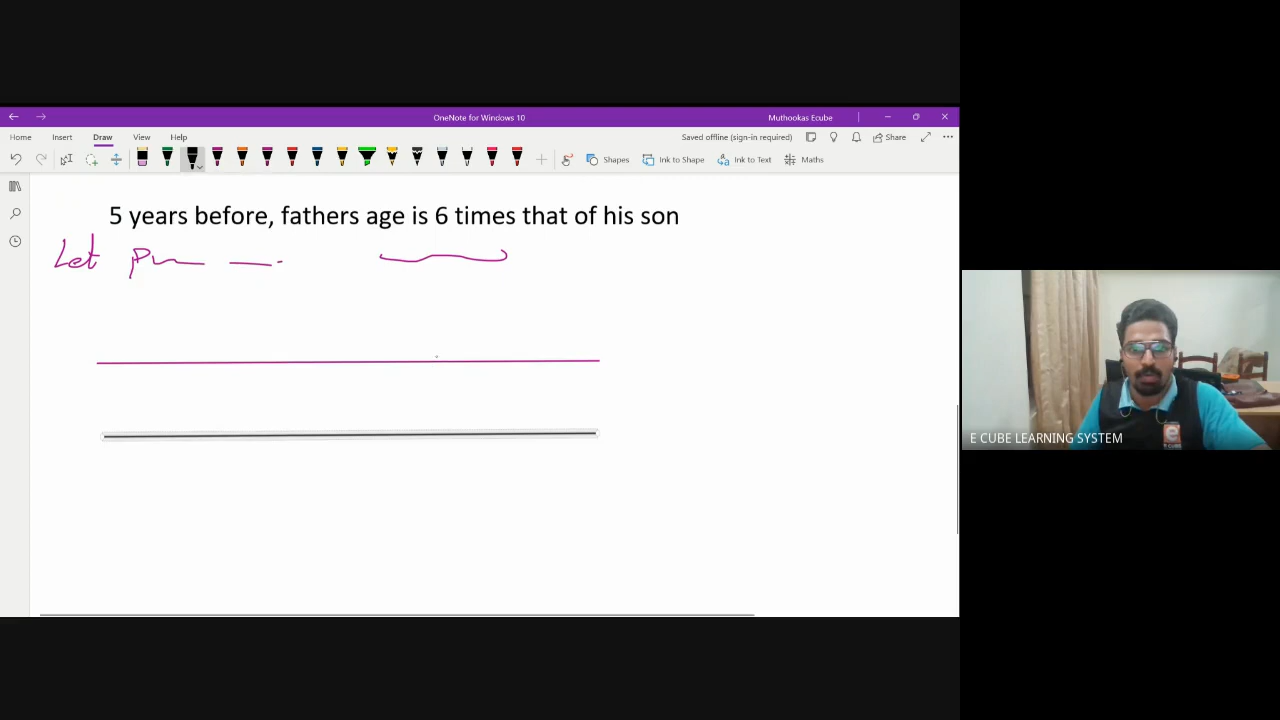 OneNote for Windows 10
Muthookas Ecube
Home Insert Draw View Help
Saved offline (sign-in required)
Share
Shapes
Ink to Shape
Ink to Text
Maths
5 years before, fathers age is 6 times that of his son
Let
E CUBE LEARNING SYSTEM